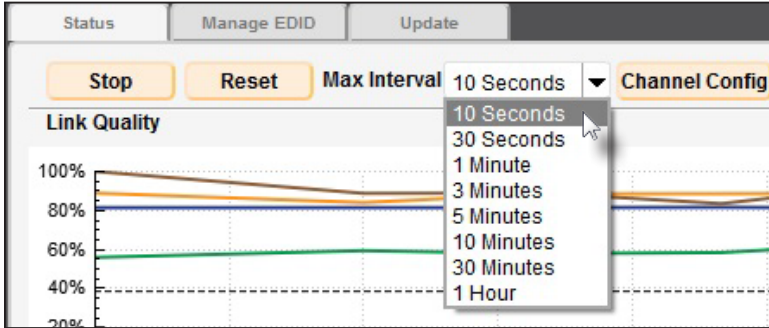 Status Manage EDID Update
Stop Reset Max Interval 10 Seconds Channel Config
10 Seconds
Link Quality
30 Seconds
1 Minute
100%
3 Minutes
80%
5 Minutes
10 Minutes
60%
30 Minutes
40%
1 Hour
20%